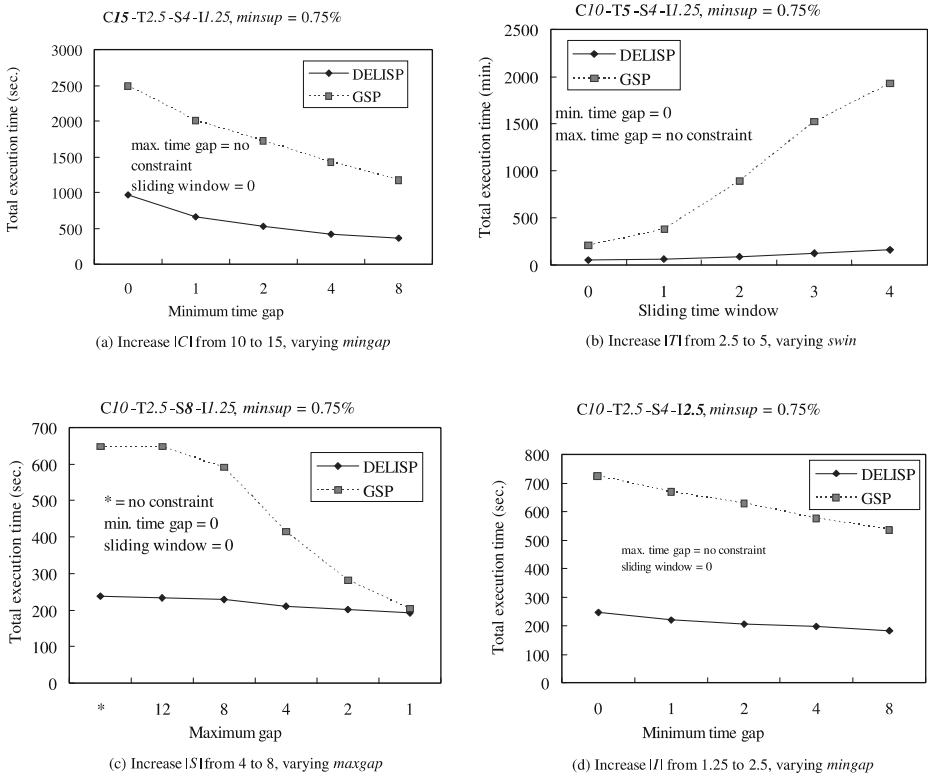 C15-T2.5-S4-I1.25, minsup = 0.75%
Total execution time (sec.)
3000
2500
2000
1500
1000
500
0
DELISP
GSP
max. time gap = no
constraint
sliding window = 0
0 1 2 4 8
Minimum time gap
(a) Increase |C| from 10 to 15, varying mingap
C10-T5-S4-I1.25, minsup = 0.75%
Total execution time (min.)
2500
2000
1500
1000
500
0
DELISP
GSP
min. time gap = 0
max. time gap = no constraint
0 1 2 3 4
Sliding time window
(b) Increase |T| from 2.5 to 5, varying swin
C10-T2.5-S8-I1.25, minsup = 0.75%
Total execution time (sec.)
700
600
500
400
300
200
100
0
DELISP
GSP
* = no constraint
min. time gap = 0
sliding window = 0
* 12 8 4 2 1
Maximum gap
(c) Increase |S| from 4 to 8, varying maxgap
C10-T2.5-S4-I2.5, minsup = 0.75%
Total execution time (sec.)
800
700
600
500
400
300
200
100
0
DELISP
GSP
max. time gap = no constraint
sliding window = 0
0 1 2 4 8
Minimum time gap
(d) Increase |I| from 1.25 to 2.5, varying mingap